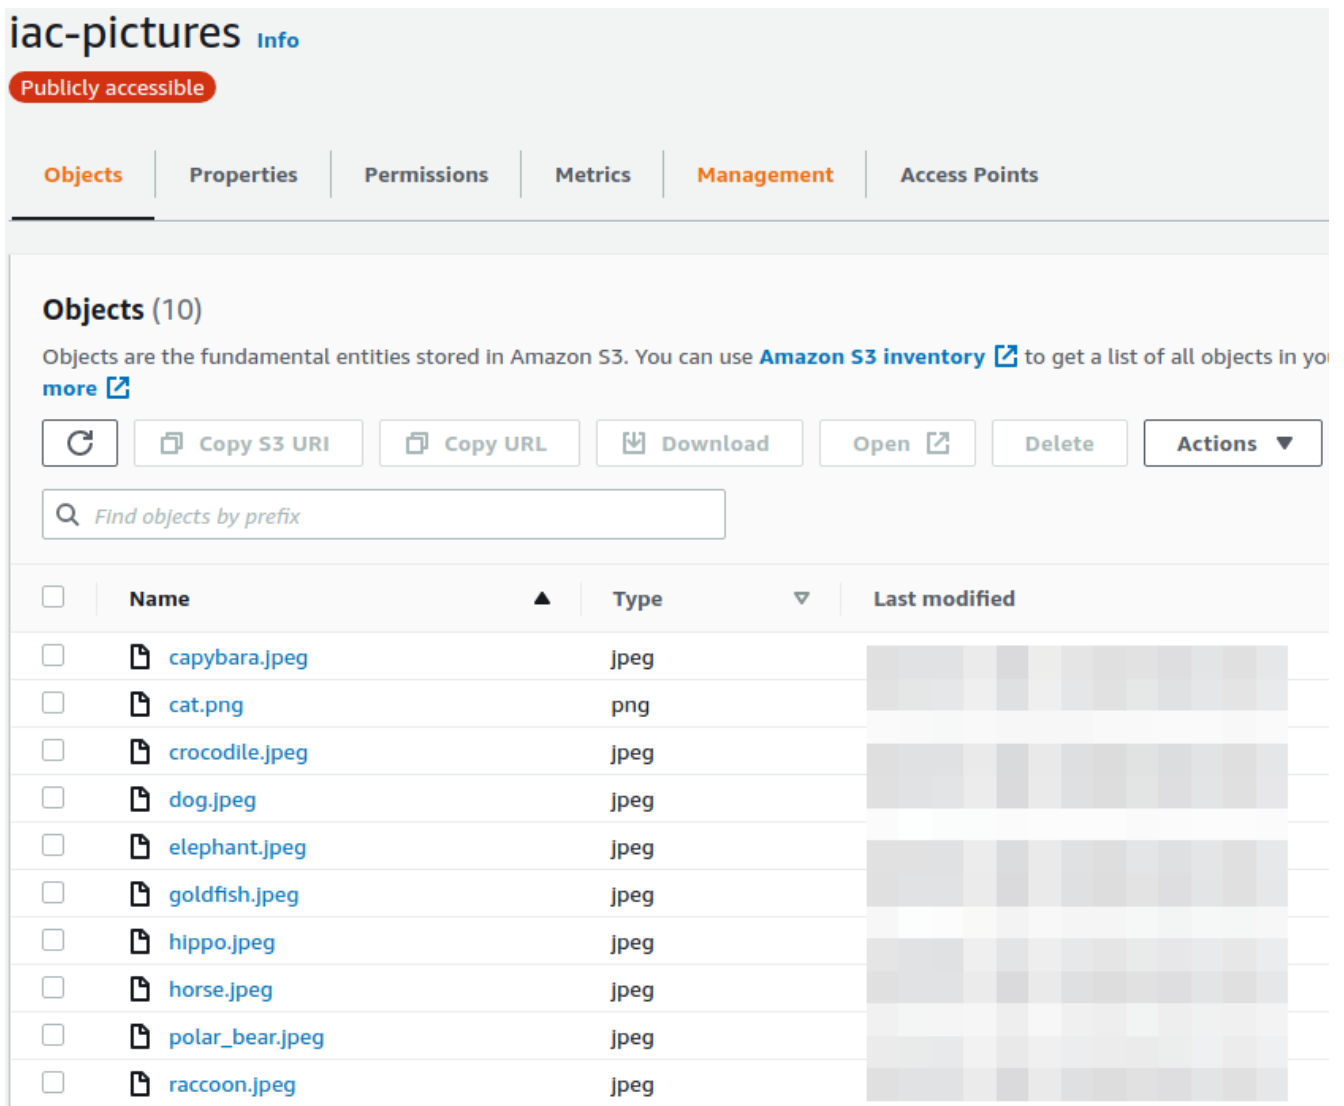 iac-pictures Info
Publicly accessible
Objects Properties Permissions Metrics Management Access Points
Objects (10)
Objects are the fundamental entities stored in Amazon S3. You can use Amazon S3 inventory to get a list of all objects in you
more
Copy S3 URI Copy URL Download Open Delete Actions
Find objects by prefix
Name Type Last modified
capybara.jpeg jpeg
cat.png png
crocodile.jpeg jpeg
dog.jpeg jpeg
elephant.jpeg jpeg
goldfish.jpeg jpeg
hippo.jpeg jpeg
horse.jpeg jpeg
polar_bear.jpeg jpeg
raccoon.jpeg jpeg